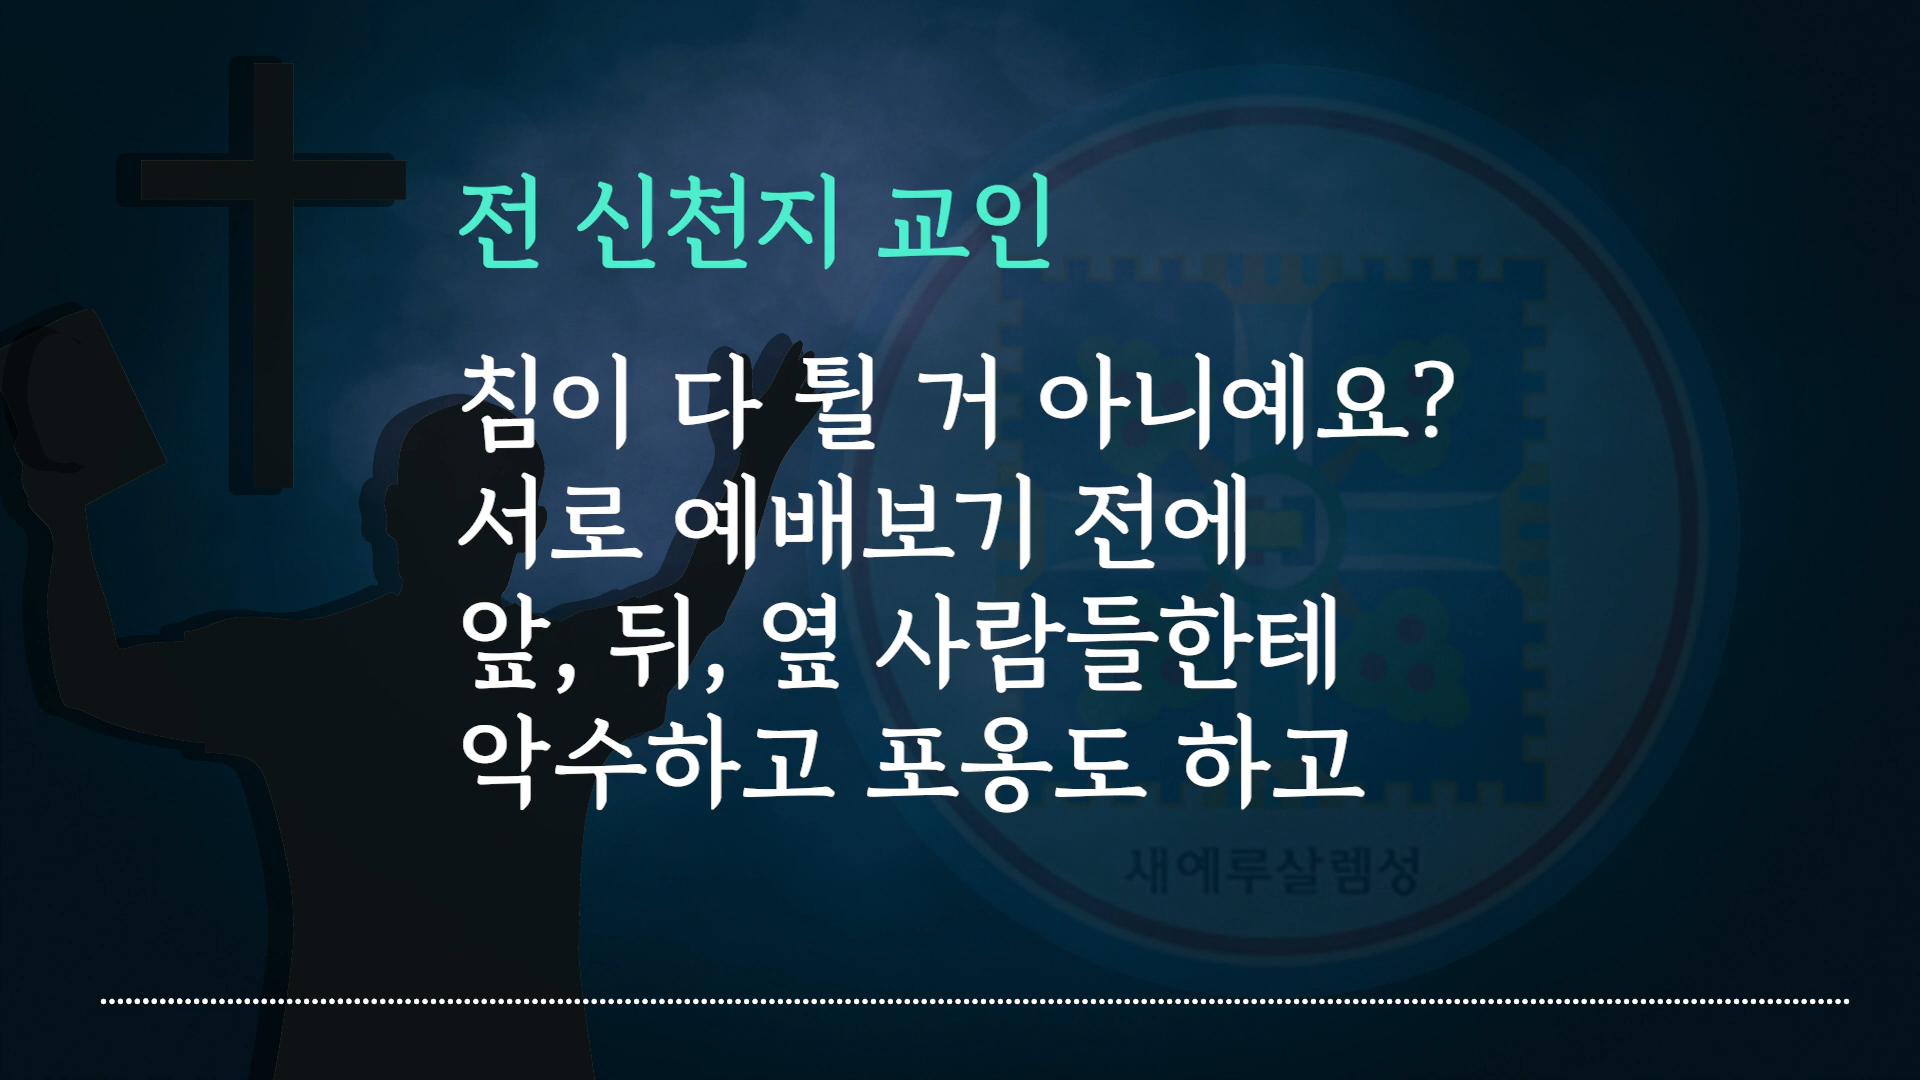 전 신천지 교인
침이 다 튈 거 아니예요?
서로 예배보기 전에
앞, 뒤, 옆 사람들한테
악수하고 포옹도 하고
새예루살렘성